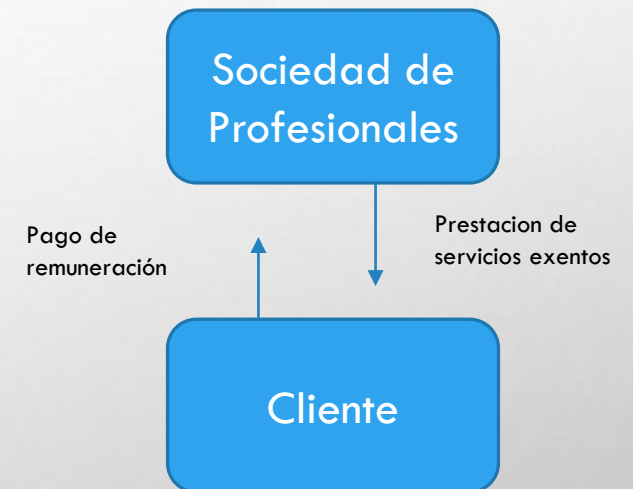 Sociedad de
Profesionales
Pago de
remuneración
Prestacion de
servicios exentos
Cliente